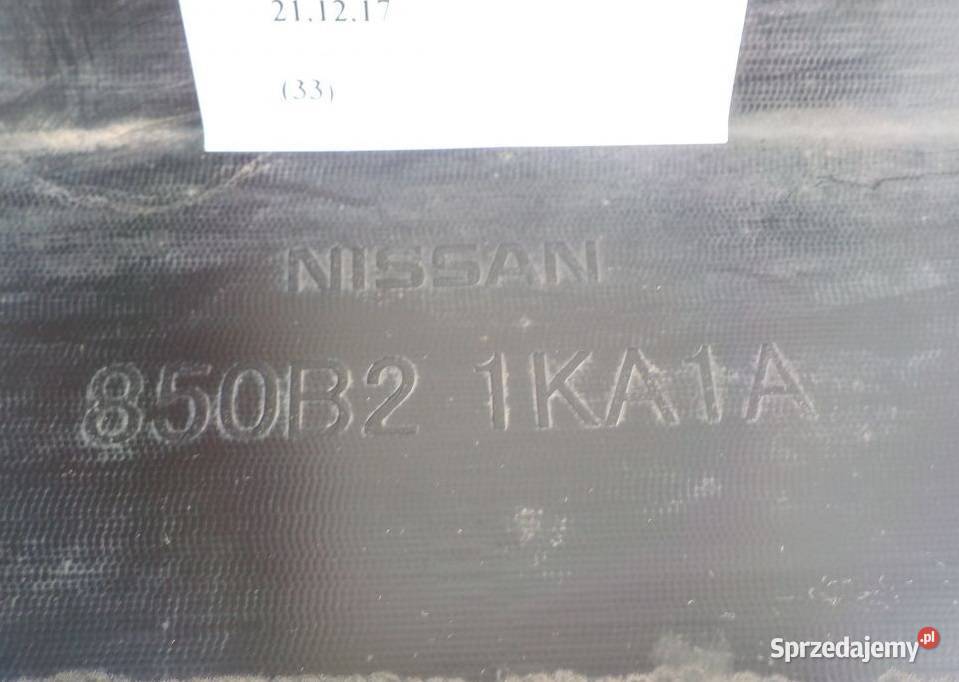 21.12.17
(33)
NISSAN
850B2 1KA1A
Sprzedajemy.pl